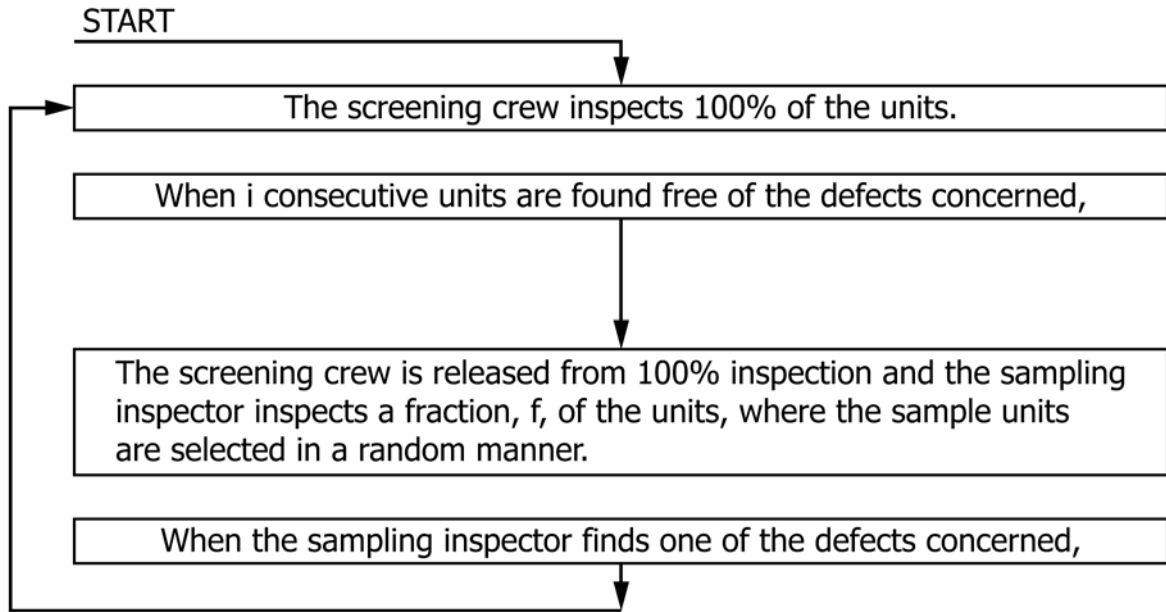 START
The screening crew inspects 100% of the units.
When i consecutive units are found free of the defects concerned,
The screening crew is released from 100% inspection and the sampling
inspector inspects a fraction, f, of the units, where the sample units
are selected in a random manner.
When the sampling inspector finds one of the defects concerned,